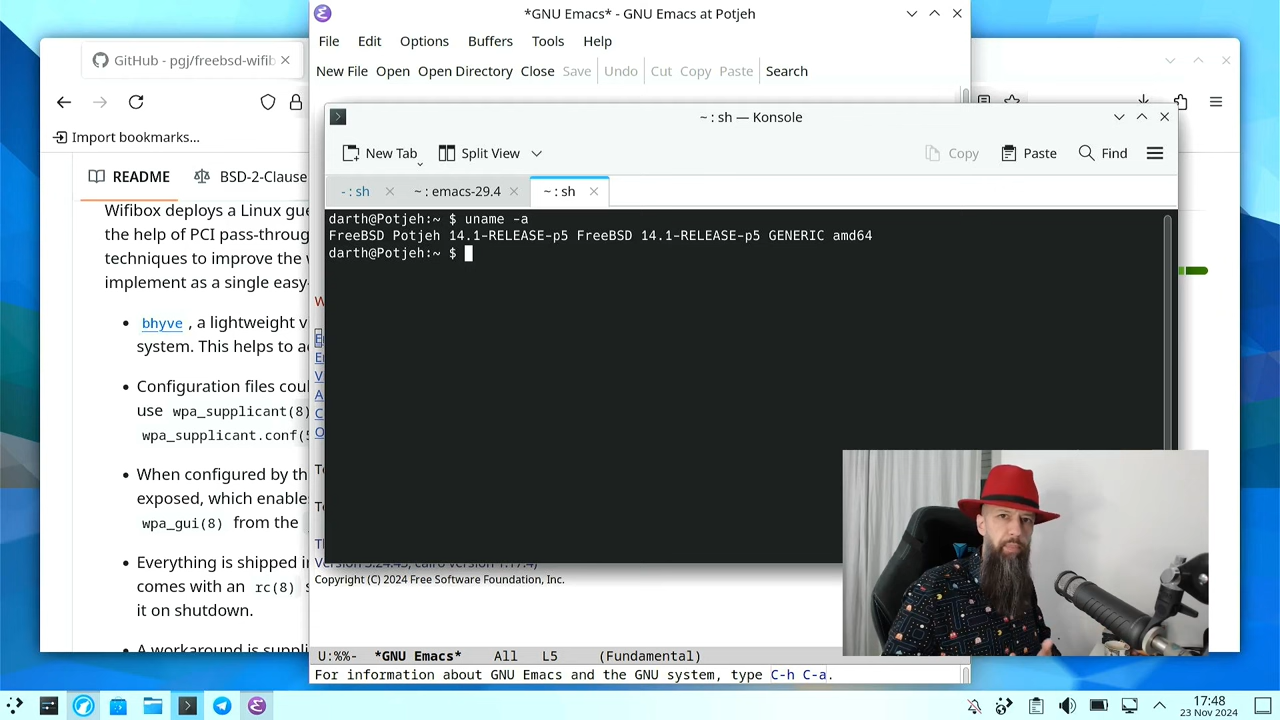 *GNU Emacs* - GNU Emacs at Potjeh
File Edit Options Buffers Tools Help
New File Open Open Directory Close Save Undo Cut Copy Paste Search
GitHub - pgj/freebsd-wifib
Import bookmarks...
README BSD-2-Clause
Wifibox deploys a Linux gue
the help of PCI pass-throug
techniques to improve the w
implement as a single easy-
bhyve , a lightweight v
system. This helps to a
Configuration files coul
use wpa_supplicant(8)
wpa_supplicant.conf(5
When configured by th
exposed, which enable
wpa_gui(8) from the
Everything is shipped i
comes with an rc(8) s
it on shutdown.
A workaround is suppli
~ : sh — Konsole
New Tab Split View Copy Paste Find
- : sh ~ : emacs-29.4 ~ : sh
darth@Potjeh:~ $ uname -a
FreeBSD Potjeh 14.1-RELEASE-p5 FreeBSD 14.1-RELEASE-p5 GENERIC amd64
darth@Potjeh:~ $
Copyright (C) 2024 Free Software Foundation, Inc.
U:%%- *GNU Emacs* All L5 (Fundamental)
For information about GNU Emacs and the GNU system, type C-h C-a.
17:48
23 Nov 2024